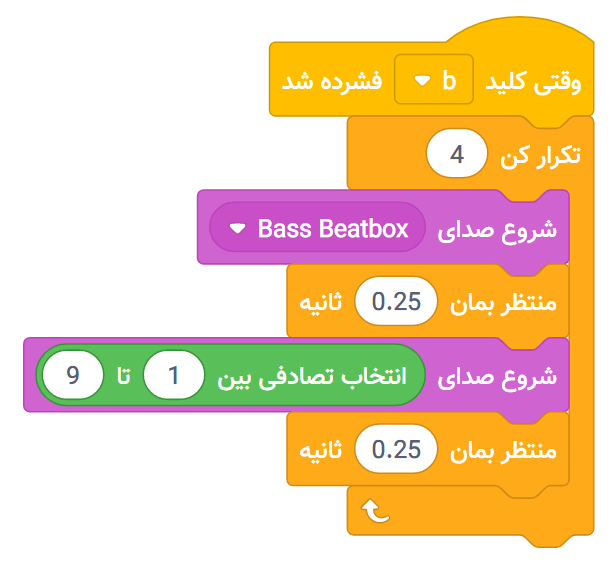 وقتی کلید b فشرده شد
تکرار کن 4
شروع صدای Bass Beatbox
منتظر بمان 0.25 ثانیه
شروع صدای انتخاب تصادفی بین 1 تا 9
منتظر بمان 0.25 ثانیه